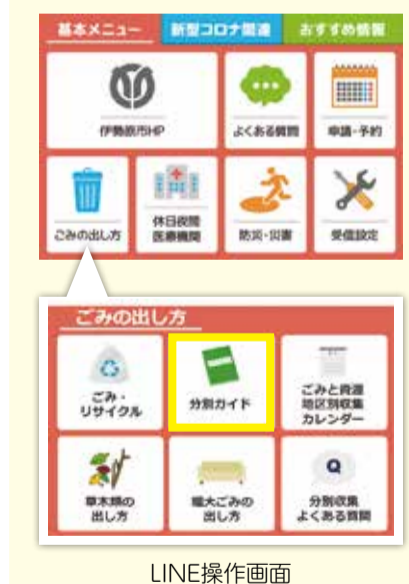 基本メニュー
新型コロナ関連
おすすめ情報
伊勢原市HP
よくある質問
申請・予約
ごみの出し方
休日夜間
医療機関
防災・災害
受信設定
ごみの出し方
ごみ・
リサイクル
分別ガイド
ごみと資源
地区別収集
カレンダー
草木類の
出し方
粗大ごみの
出し方
Q
分別収集
よくある質問
LINE操作画面